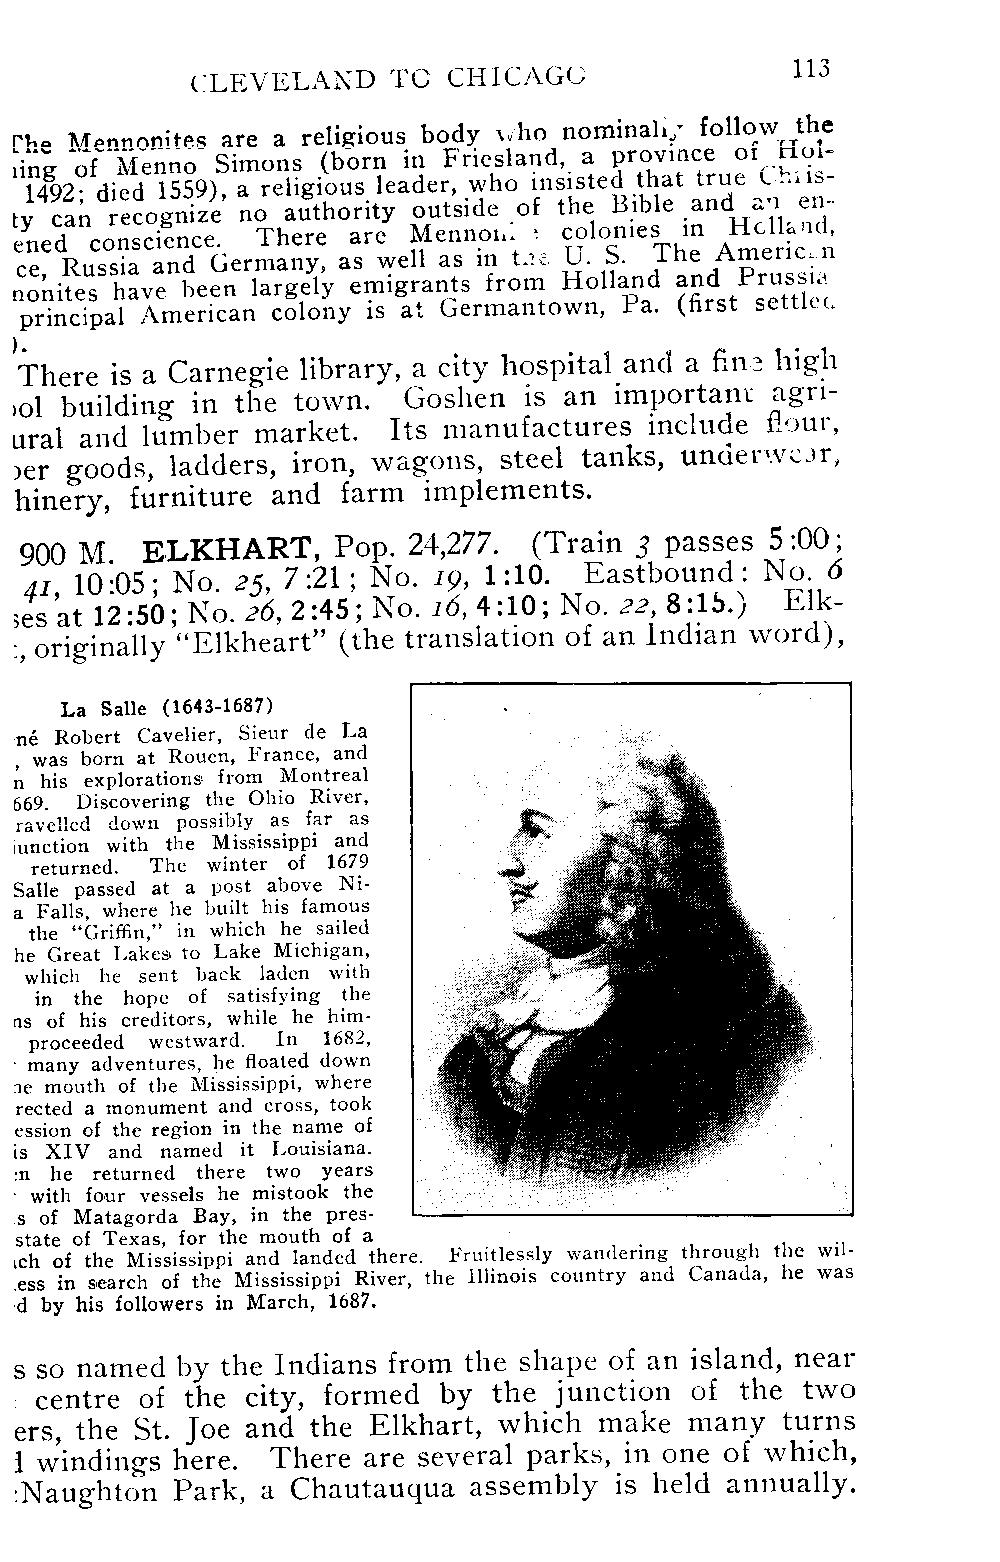 CLEVELAND TO CHICAGO 113
The Mennonites are a religious body who nominally follow the
ing of Menno Simons (born in Friesland, a province of Hol-
1492; died 1559), a religious leader, who insisted that true Chris-
ty can recognize no authority outside of the Bible and an en-
ened conscience. There are colonies in Holland,
ce, Russia and Germany, as well as in the U. S. The American
nonites have been largely emigrants from Holland and Prussia
principal American colony is at Germantown, Pa. (first settled
).
There is a Carnegie library, a city hospital and a fine high
ol building in the town. Goshen is an important agri-
ural and lumber market. Its manufactures include flour,
er goods, ladders, iron, wagons, steel tanks, underwear,
hinery, furniture and farm implements.
900 M. ELKHART, Pop. 24,277. (Train 3 passes 5:00;
41, 10:05; No. 25, 7:21; No. 19, 1:10. Eastbound: No. 6
ses at 12:50; No. 26, 2:45; No. 16, 4:10; No. 22, 8:15.) Elk-
, originally "Elkheart" (the translation of an Indian word),
La Salle (1643-1687)
né Robert Cavelier, Sieur de La
, was born at Rouen, France, and
n his explorations from Montreal
669. Discovering the Ohio River,
ravelled down possibly as far as
junction with the Mississippi and
returned. The winter of 1679
Salle passed at a post above Ni-
a Falls, where he built his famous
the "Griffin," in which he sailed
he Great Lakes to Lake Michigan,
which he sent back laden with
in the hope of satisfying the
ns of his creditors, while he him-
proceeded westward. In 1682,
many adventures, he floated down
he mouth of the Mississippi, where
rected a monument and cross, took
ession of the region in the name of
is XIV and named it Louisiana.
en he returned there two years
with four vessels he mistook the
s of Matagorda Bay, in the pres-
state of Texas, for the mouth of a
ch of the Mississippi and landed there. Fruitlessly wandering through the wil-
ess in search of the Mississippi River, the Illinois country and Canada, he was
d by his followers in March, 1687.
s so named by the Indians from the shape of an island, near
centre of the city, formed by the junction of the two
ers, the St. Joe and the Elkhart, which make many turns
d windings here. There are several parks, in one of which,
Naughton Park, a Chautauqua assembly is held annually.